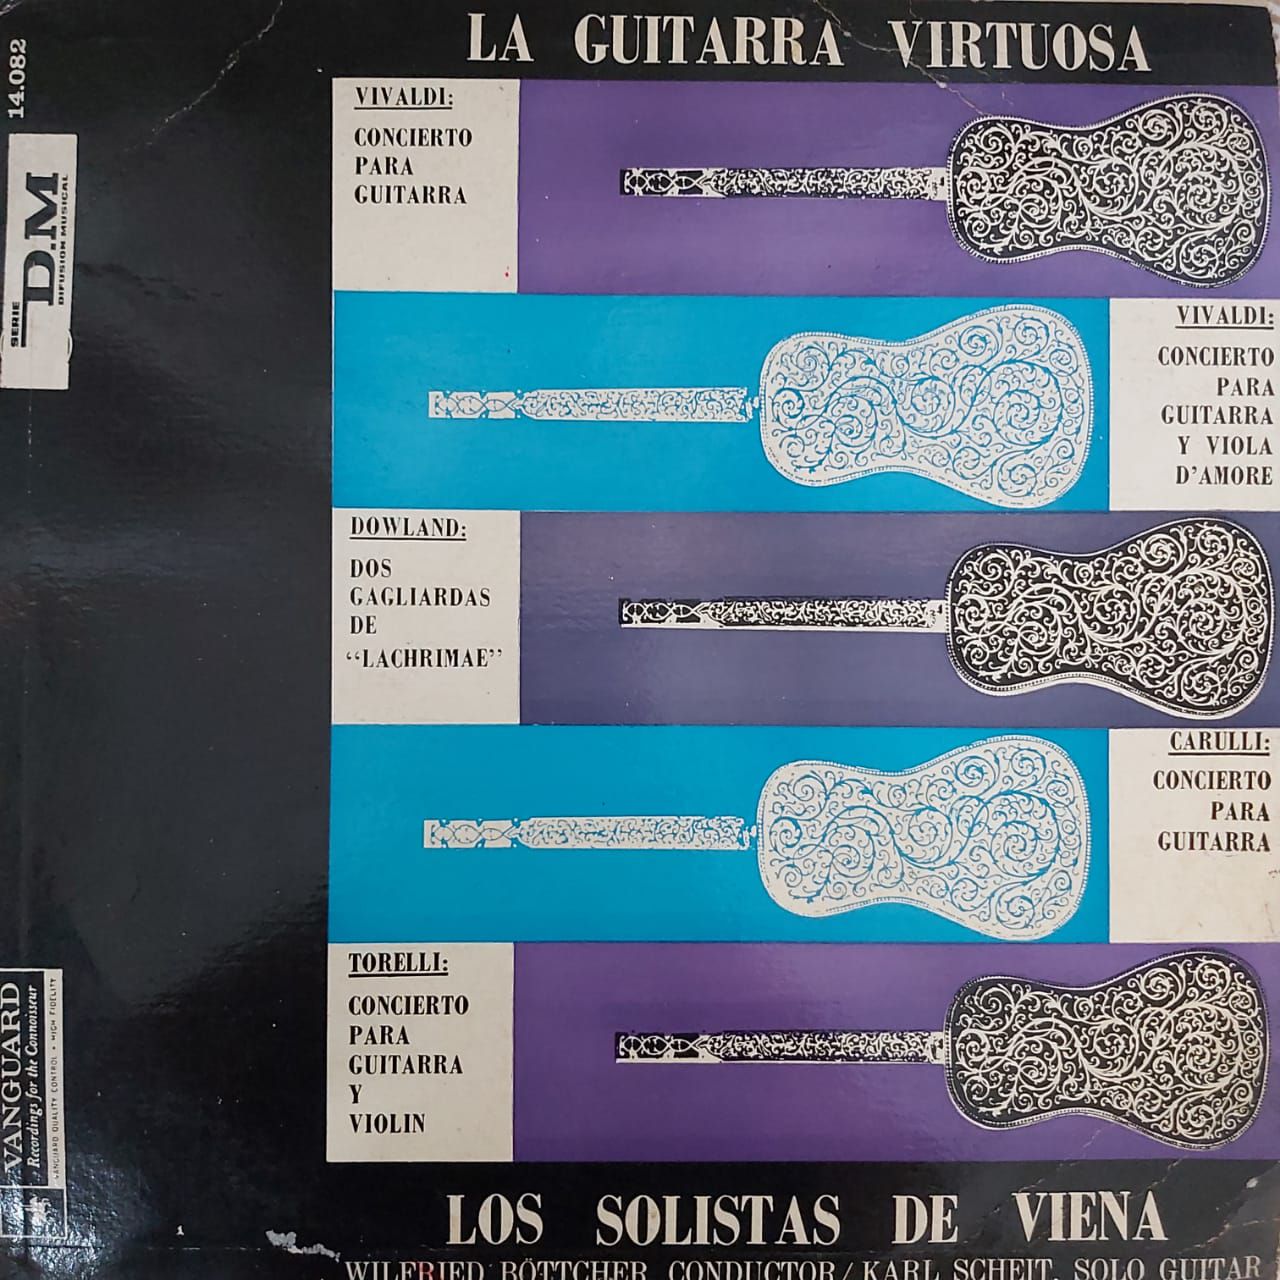 LA GUITARRA VIRTUOSA
14.082
SERIE
D.M
DIFUSION MUSICAL
VIVALDI:
CONCIERTO
PARA
GUITARRA
VIVALDI:
CONCIERTO
PARA
GUITARRA
Y VIOLA
D'AMORE
DOWLAND:
DOS
GAGLIARDAS
DE
“LACHRIMAE”
CARULLI:
CONCIERTO
PARA
GUITARRA
TORELLI:
CONCIERTO
PARA
GUITARRA
Y
VIOLIN
VANGUARD
Recordings for the Connoisseur
VANGUARD QUALITY CONTROL • HIGH FIDELITY
LOS SOLISTAS DE VIENA
WILFRIED BÖTTCHER, CONDUCTOR / KARL SCHEIT, SOLO GUITAR